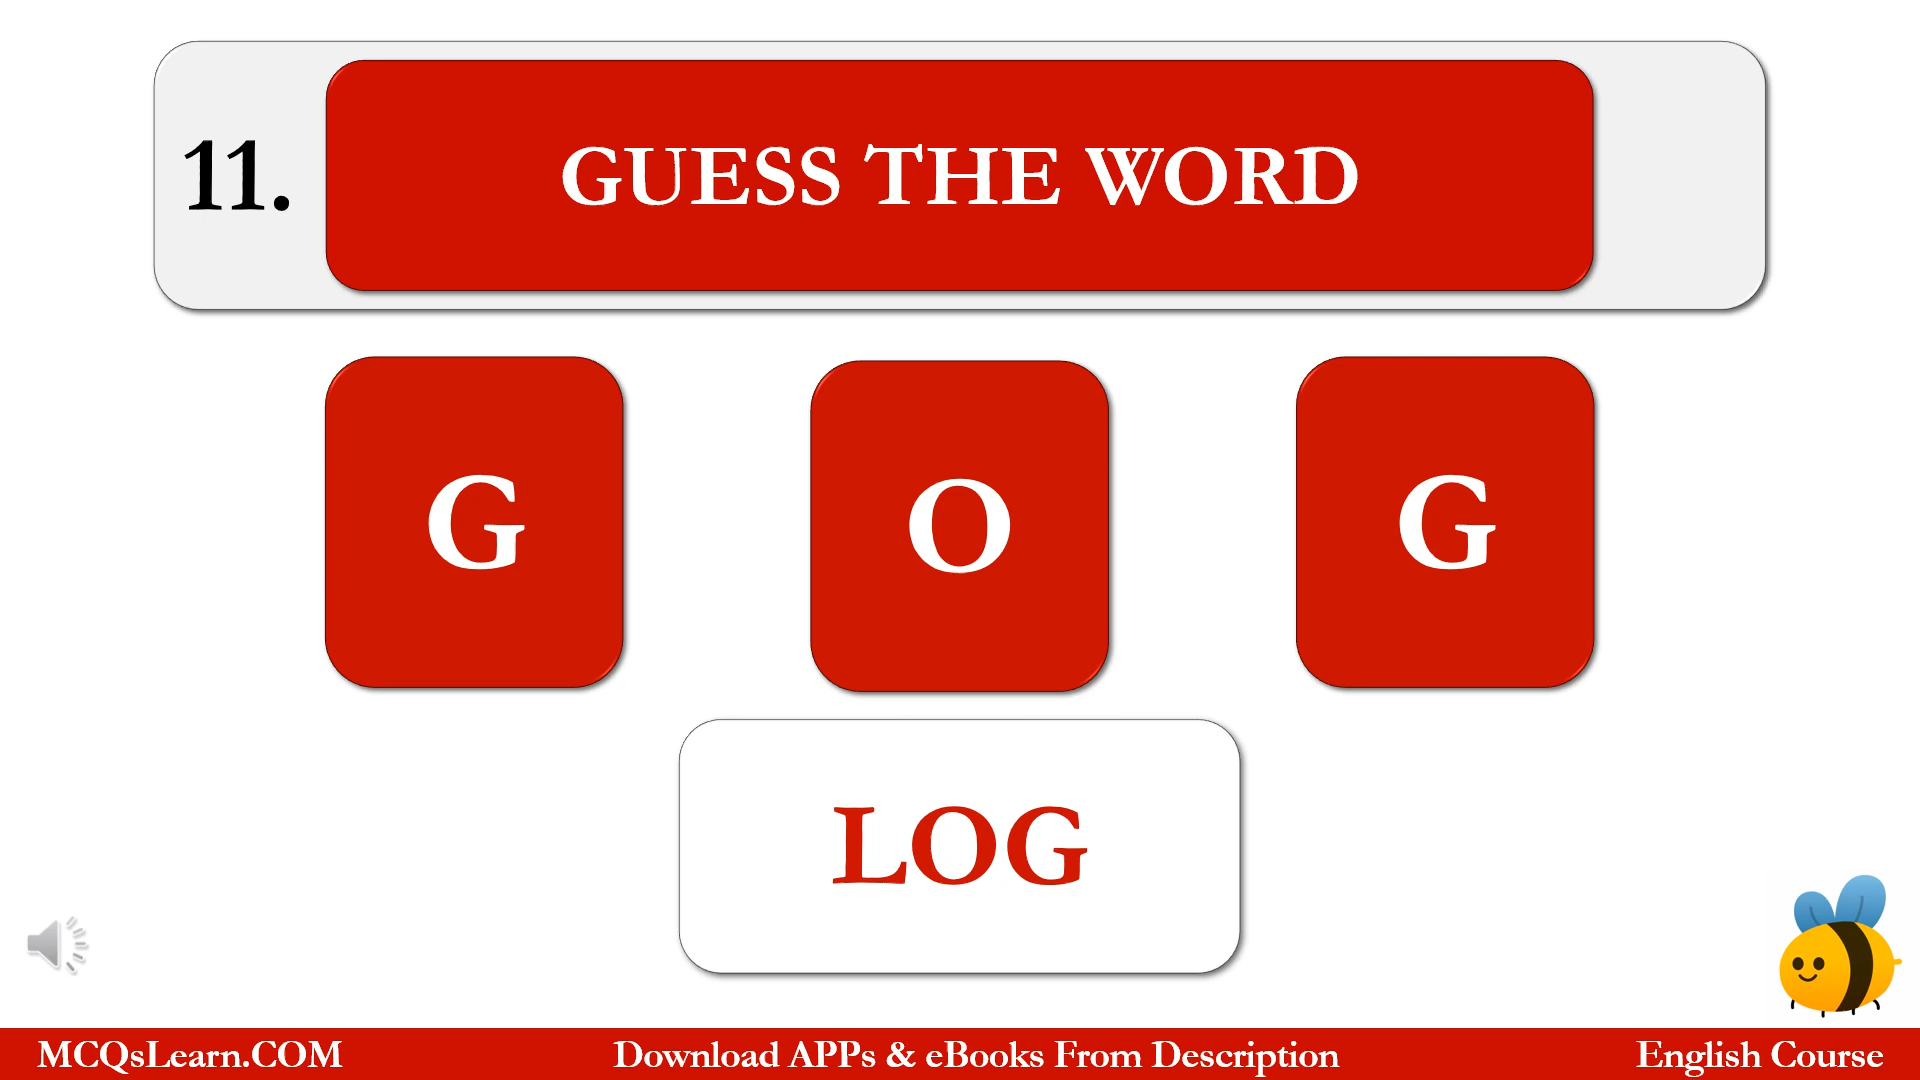 11.
GUESS THE WORD
G O G
LOG
MCQsLearn.COM Download APPs & eBooks From Description English Course